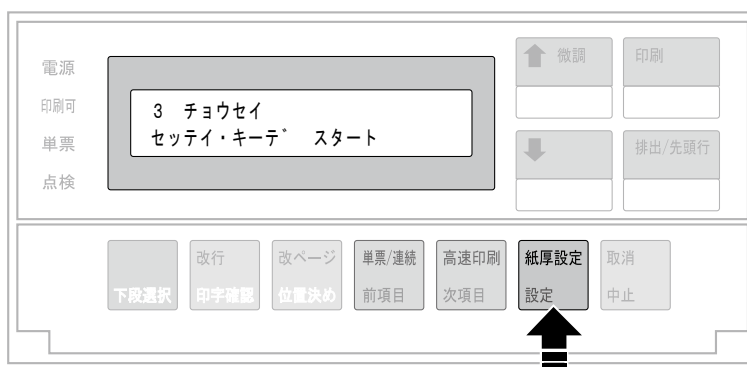 電源
印刷可
単票
点検
3 チョウセイ
セッテイ・キーデ スタート
微調
印刷
排出/先頭行
下段選択
改行
印字確認
改ページ
位置決め
単票/連続
前項目
高速印刷
次項目
紙厚設定
設定
取消
中止